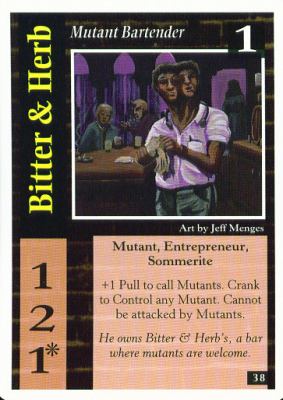 Mutant Bartender
1
Bitter & Herb
Art by Jeff Menges
1
2
1*
Mutant, Entrepreneur,
Sommerite
+1 Pull to call Mutants. Crank
to Control any Mutant. Cannot
be attacked by Mutants.
He owns Bitter & Herb's, a bar
where mutants are welcome.
38